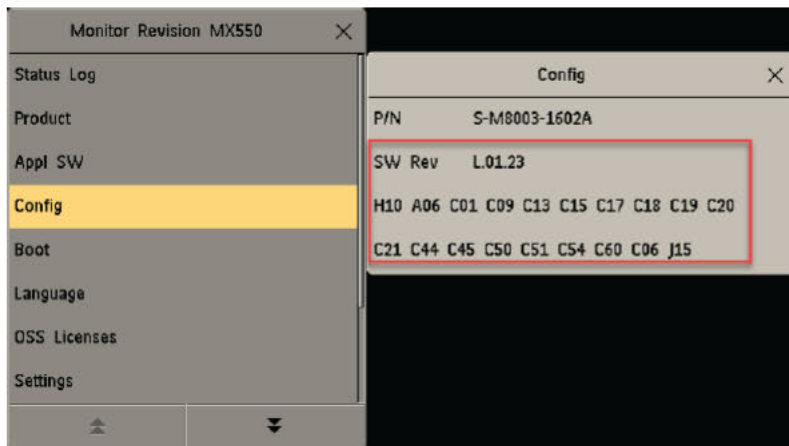 Monitor Revision MX550
Status Log
Product
Appl SW
Config
Boot
Language
OSS Licenses
Settings
Config
P/N S-M8003-1602A
SW Rev L.01.23
H10 A06 C01 C09 C13 C15 C17 C18 C19 C20
C21 C44 C45 C50 C51 C54 C60 C06 J15